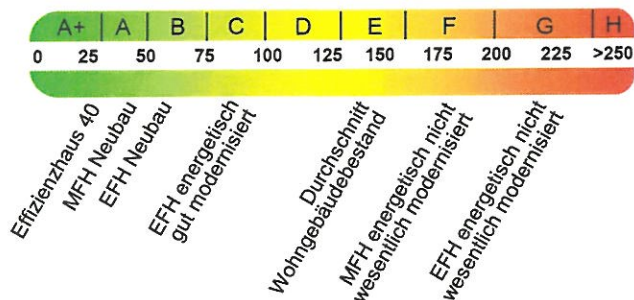 A+ A B C D E F G H
0 25 50 75 100 125 150 175 200 225 >250
Effizienzhaus 40
MFH Neubau
EFH Neubau
EFH energetisch
gut modernisiert
Durchschnitt
Wohngebäudebestand
MFH energetisch nicht
wesentlich modernisiert
EFH energetisch nicht
wesentlich modernisiert